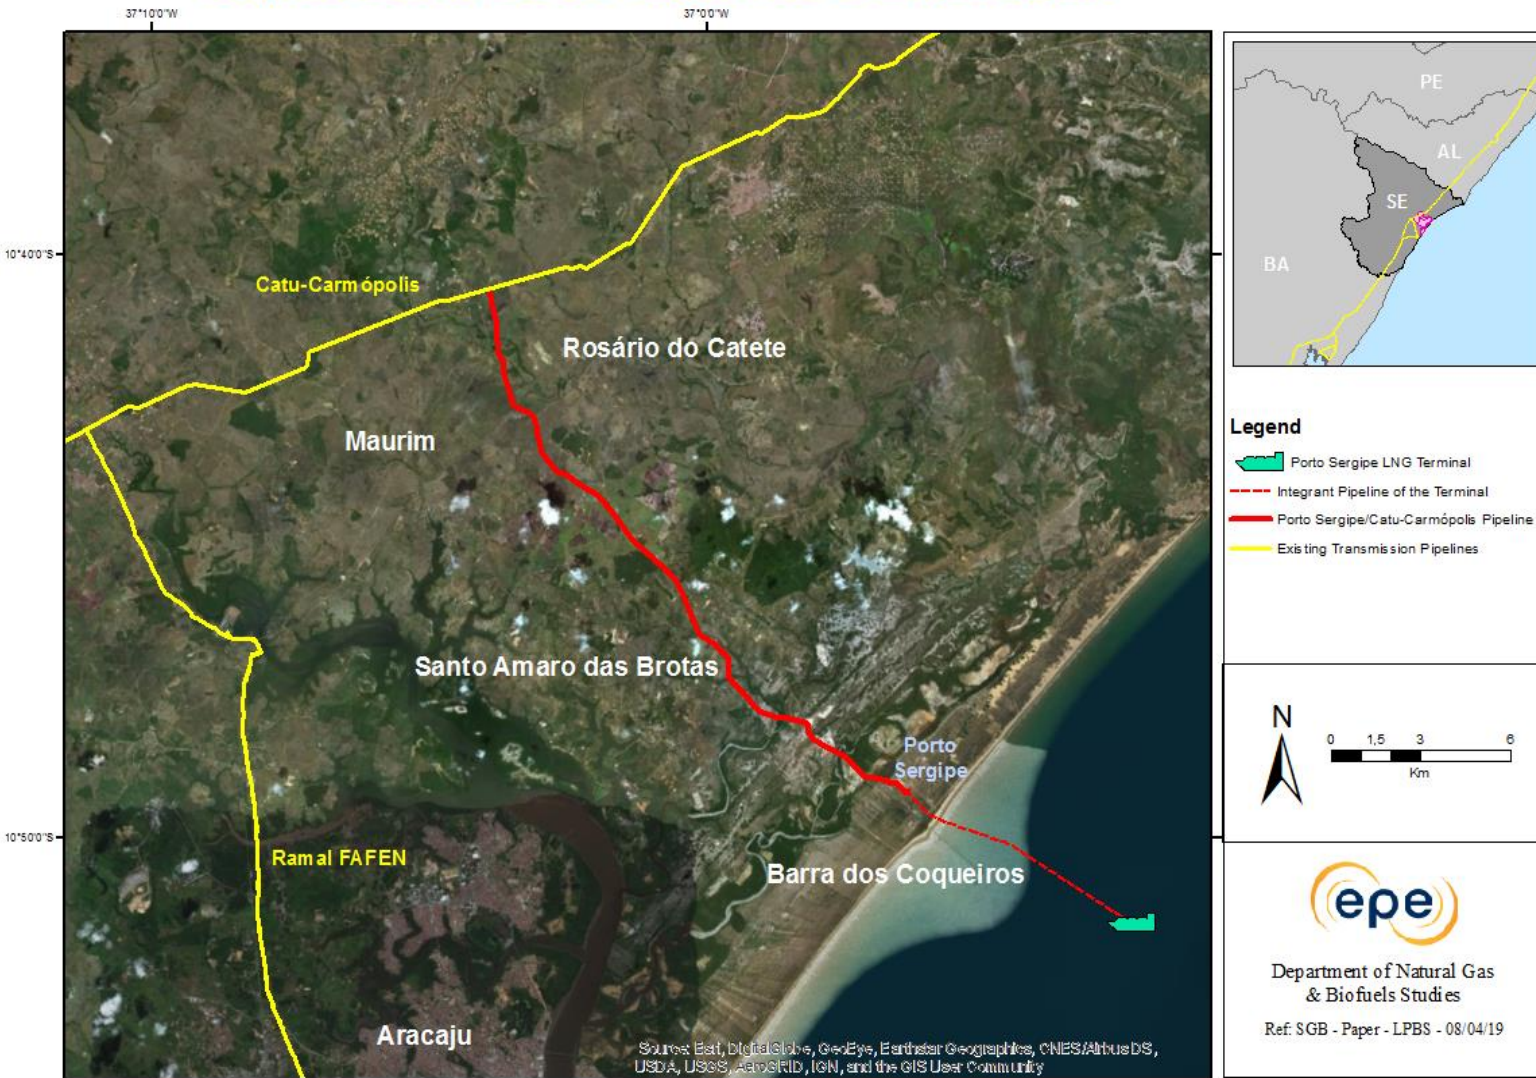 37°10'0"W
37°0'0"W
10°40'0"S
10°50'0"S
Catu-Carmópolis
Rosário do Catete
Maurim
Santo Amaro das Brotas
Porto
Sergipe
Ramal FAFEN
Barra dos Coqueiros
Aracaju
Source: Esri, DigitalGlobe, GeoEye, Earthstar Geographics, CNES/Airbus DS,
USDA, USGS, AeroGRID, IGN, and the GIS User Community
PE
AL
SE
BA
Legend
Porto Sergipe LNG Terminal
Integrant Pipeline of the Terminal
Porto Sergipe/Catu-Carmópolis Pipeline
Existing Transmission Pipelines
N
0 1,5 3 6
Km
epe
Department of Natural Gas
& Biofuels Studies
Ref: SGB - Paper - LPBS - 08/04/19